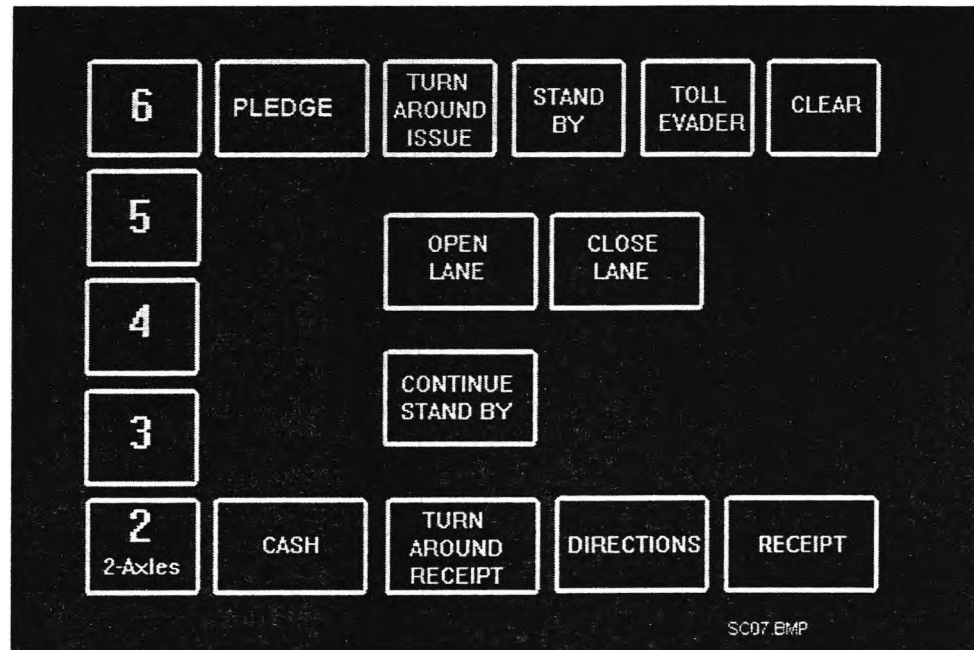 6
PLEDGE
TURN
AROUND
ISSUE
STAND
BY
TOLL
EVADER
CLEAR
5
OPEN
LANE
CLOSE
LANE
4
CONTINUE
STAND BY
3
2
2-Axles
CASH
TURN
AROUND
RECEIPT
DIRECTIONS
RECEIPT
SC07.BMP